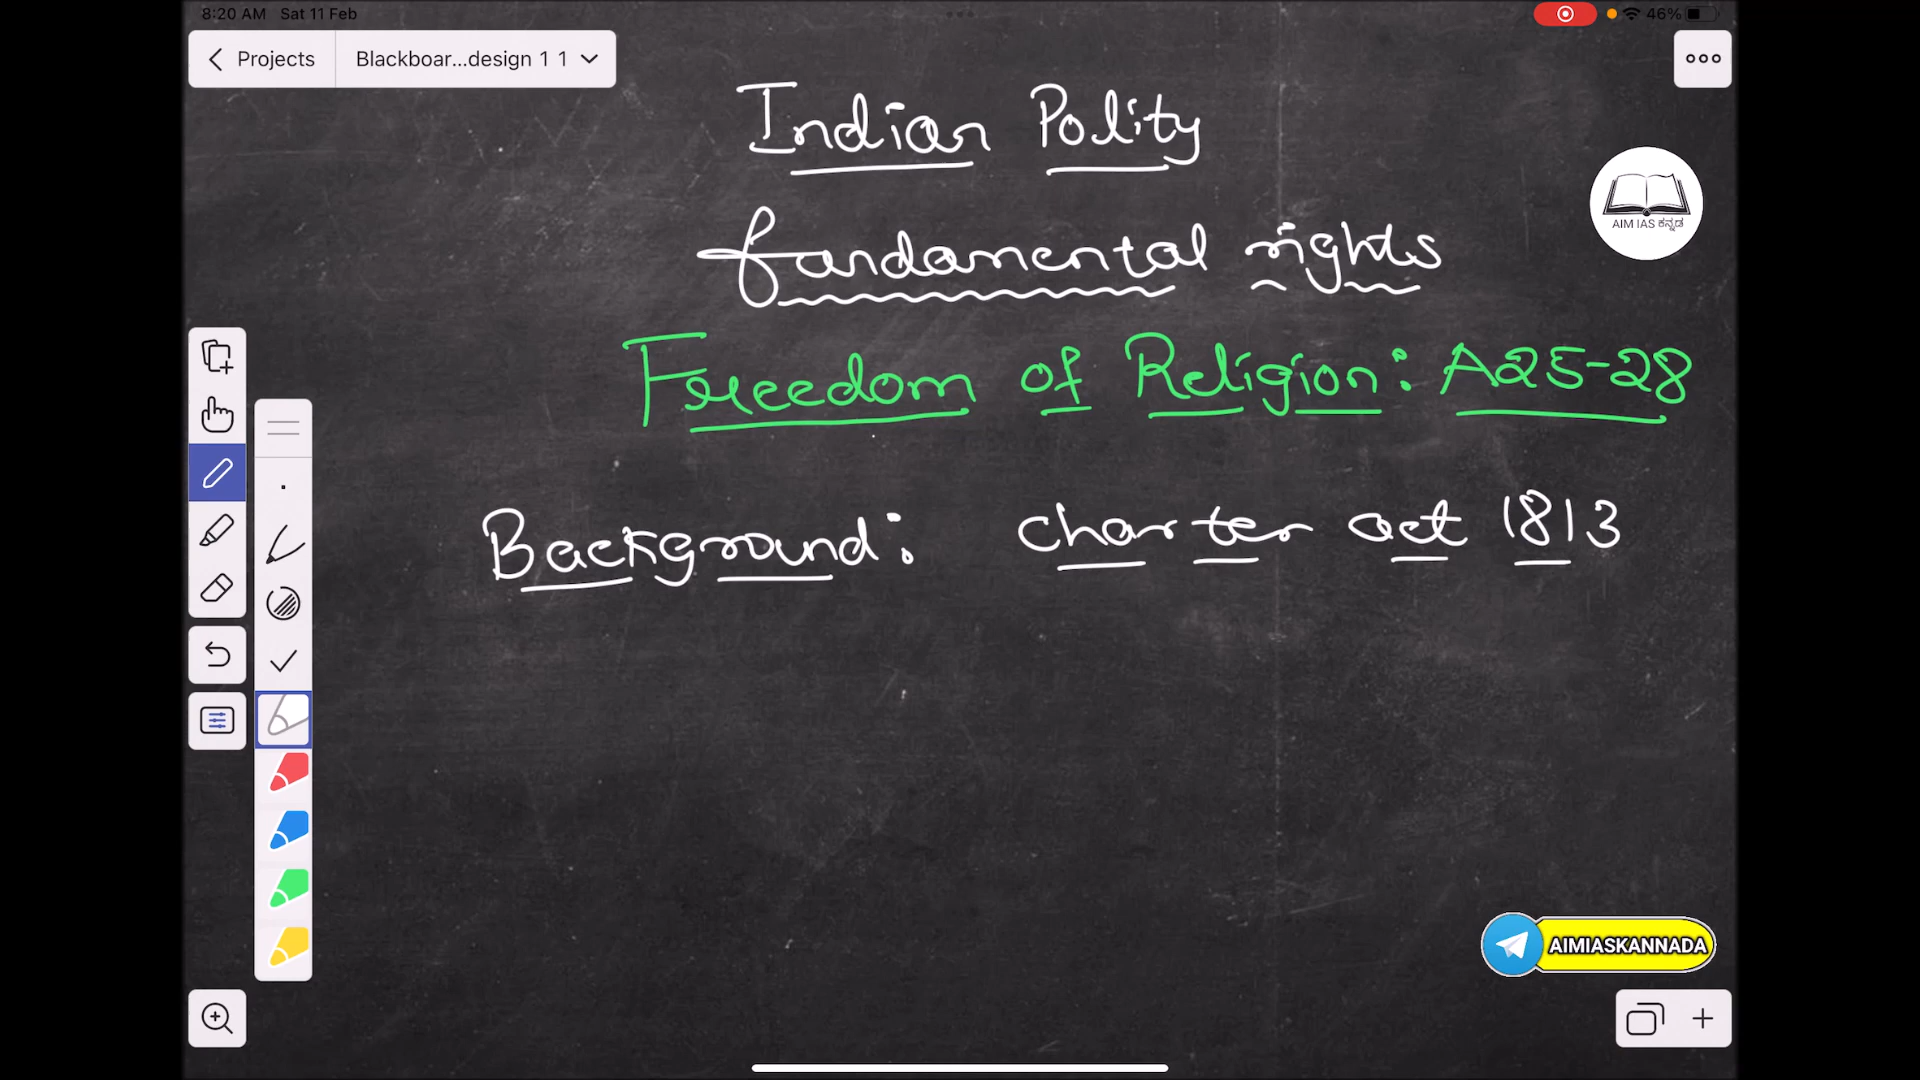 8:20 AM Sat 11 Feb
46%
Projects
Blackboar...design 1 1
Indian Polity
AIM IAS ಕನ್ನಡ
fundamental rights
Freedom of Religion: A25-28
Background: charter act 1813
AIMIASKANNADA